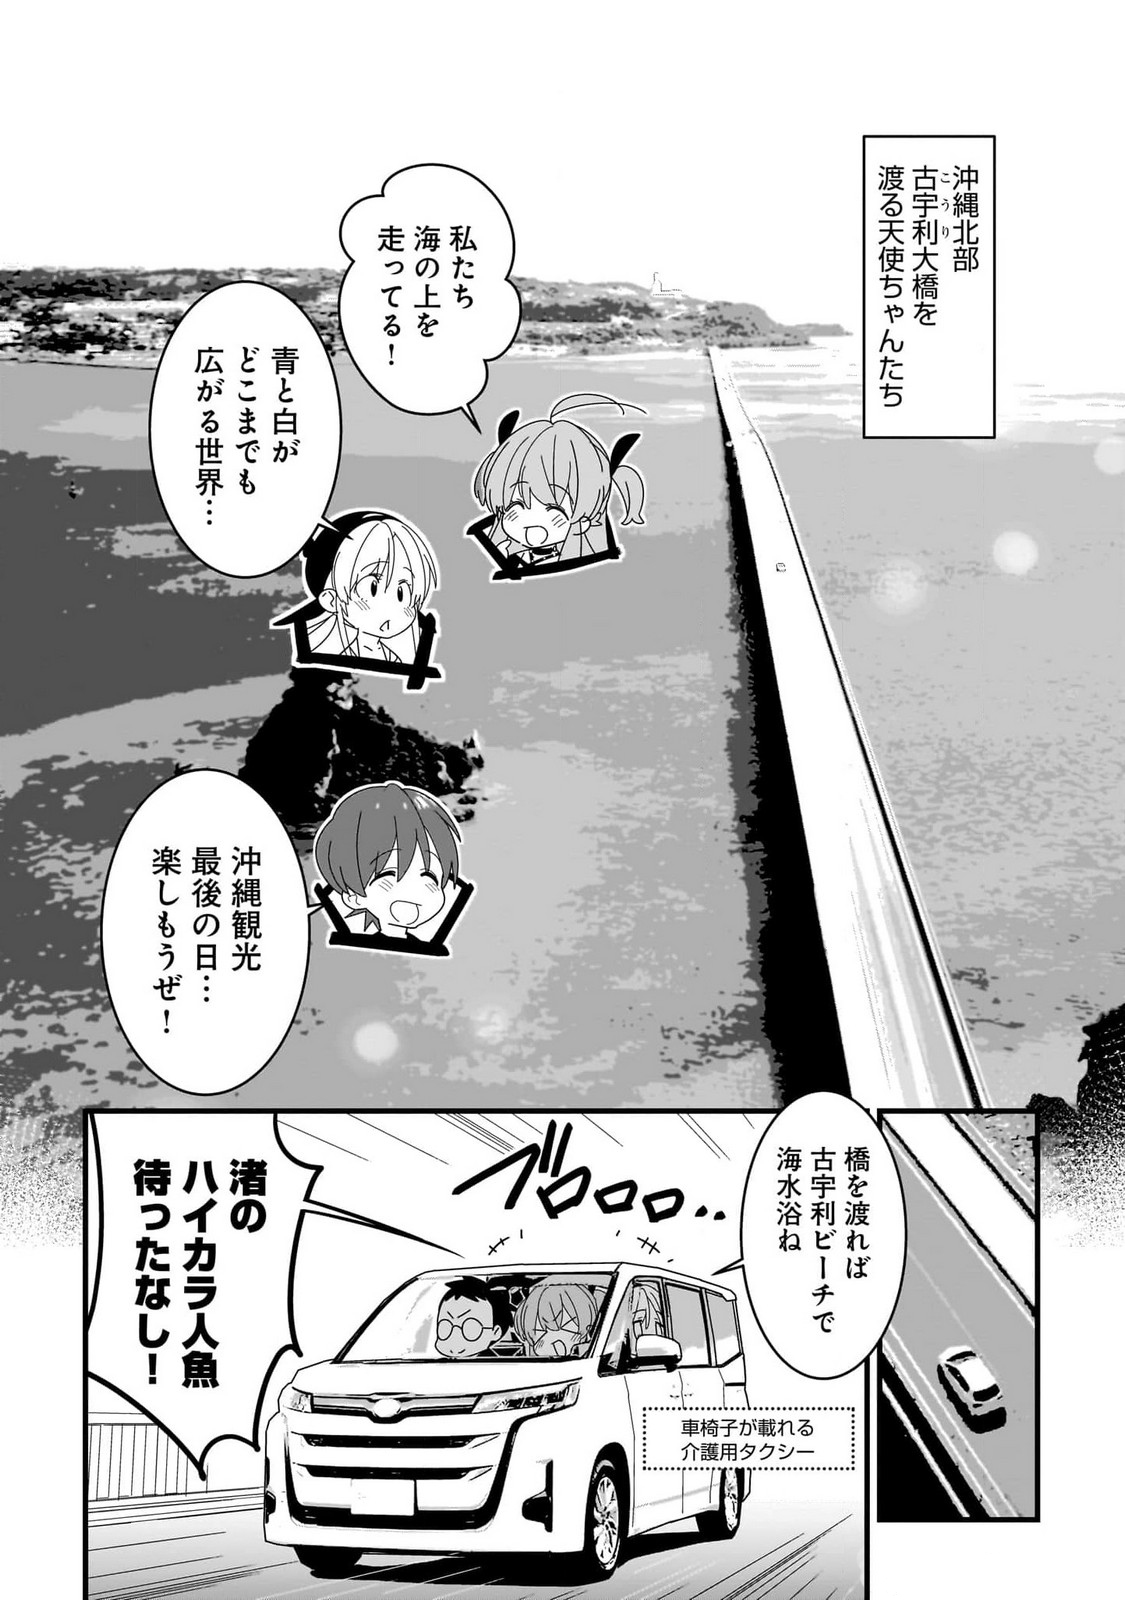 沖縄北部
古宇利大橋を
こうり
渡る天使ちゃんたち
私たち
海の上を
走ってる！
青と白が
どこまでも
広がる世界…
沖縄観光
最後の日…
楽しもうぜ！
橋を渡れば
古宇利ビーチで
海水浴ね
ブロロロ..
車椅子が載れる
介護用タクシー
渚の
ハイカラ人魚
待ったなし！